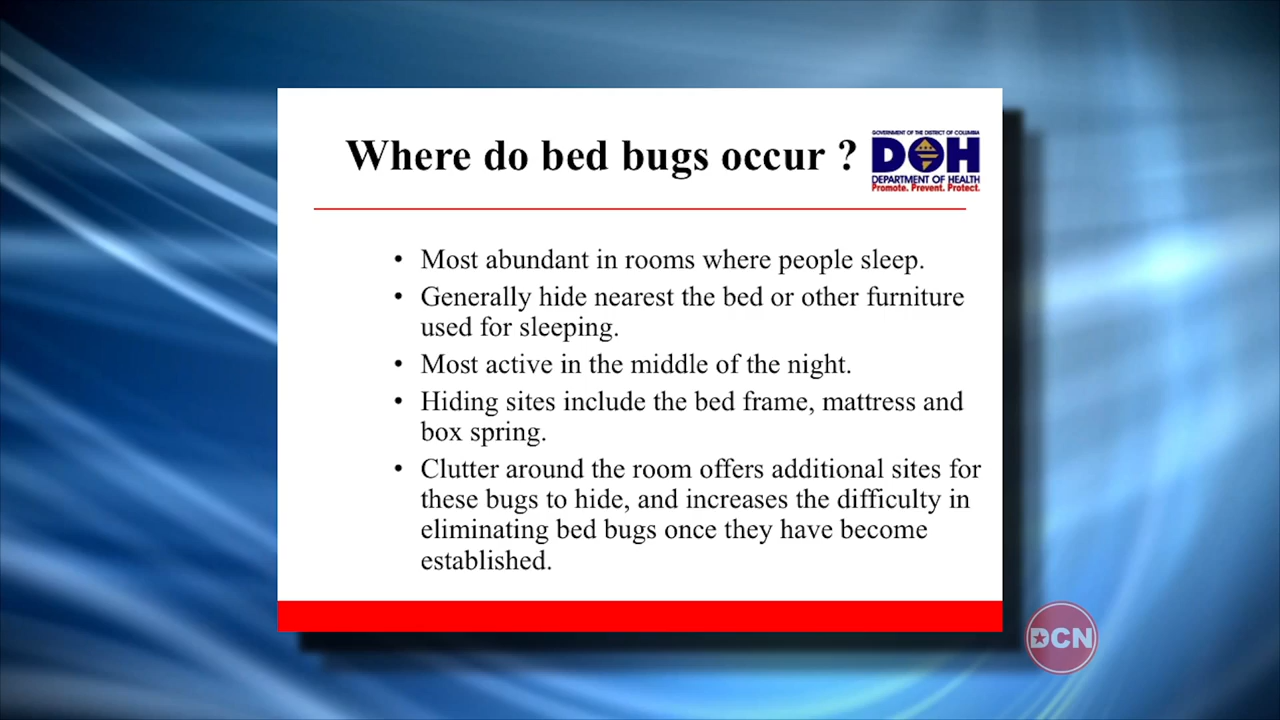 Where do bed bugs occur ?
GOVERNMENT OF THE DISTRICT OF COLUMBIA
DOH
DEPARTMENT OF HEALTH
Promote. Prevent. Protect.
• Most abundant in rooms where people sleep.
• Generally hide nearest the bed or other furniture
used for sleeping.
• Most active in the middle of the night.
• Hiding sites include the bed frame, mattress and
box spring.
• Clutter around the room offers additional sites for
these bugs to hide, and increases the difficulty in
eliminating bed bugs once they have become
established.
DCN